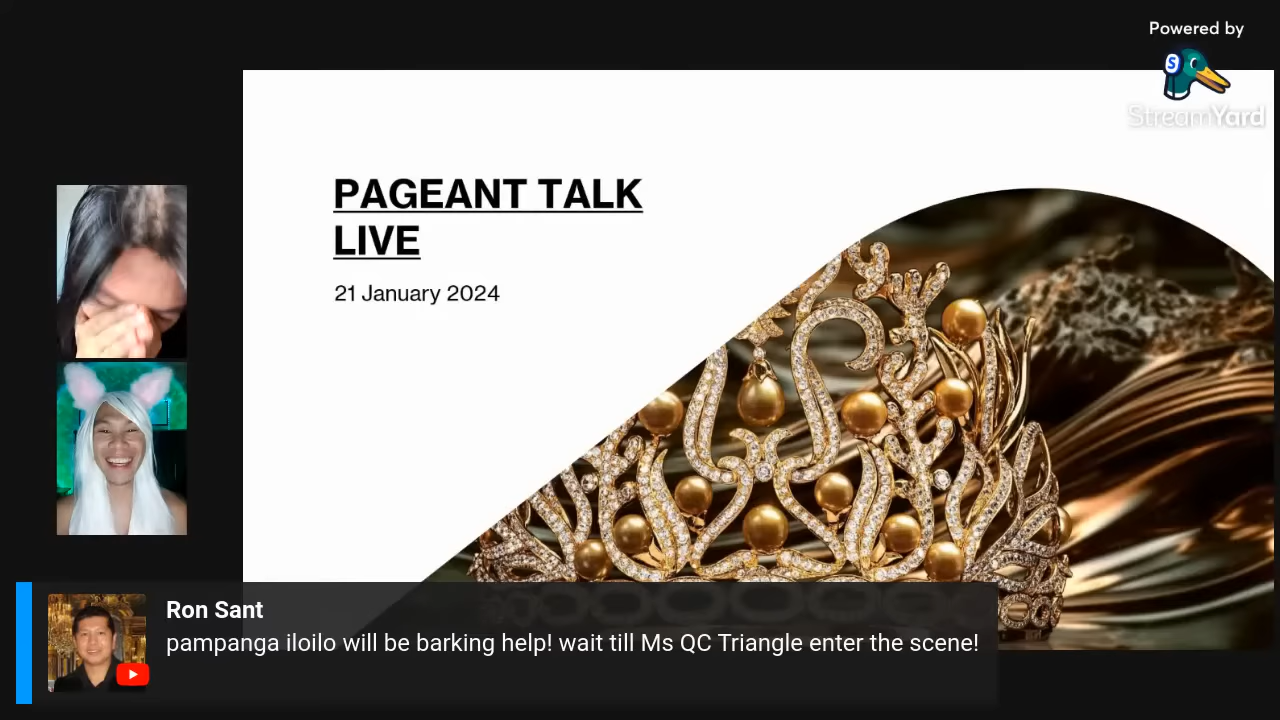 Powered by
S
StreamYard
PAGEANT TALK
LIVE
21 January 2024
Ron Sant
pampanga iloilo will be barking help! wait till Ms QC Triangle enter the scene!